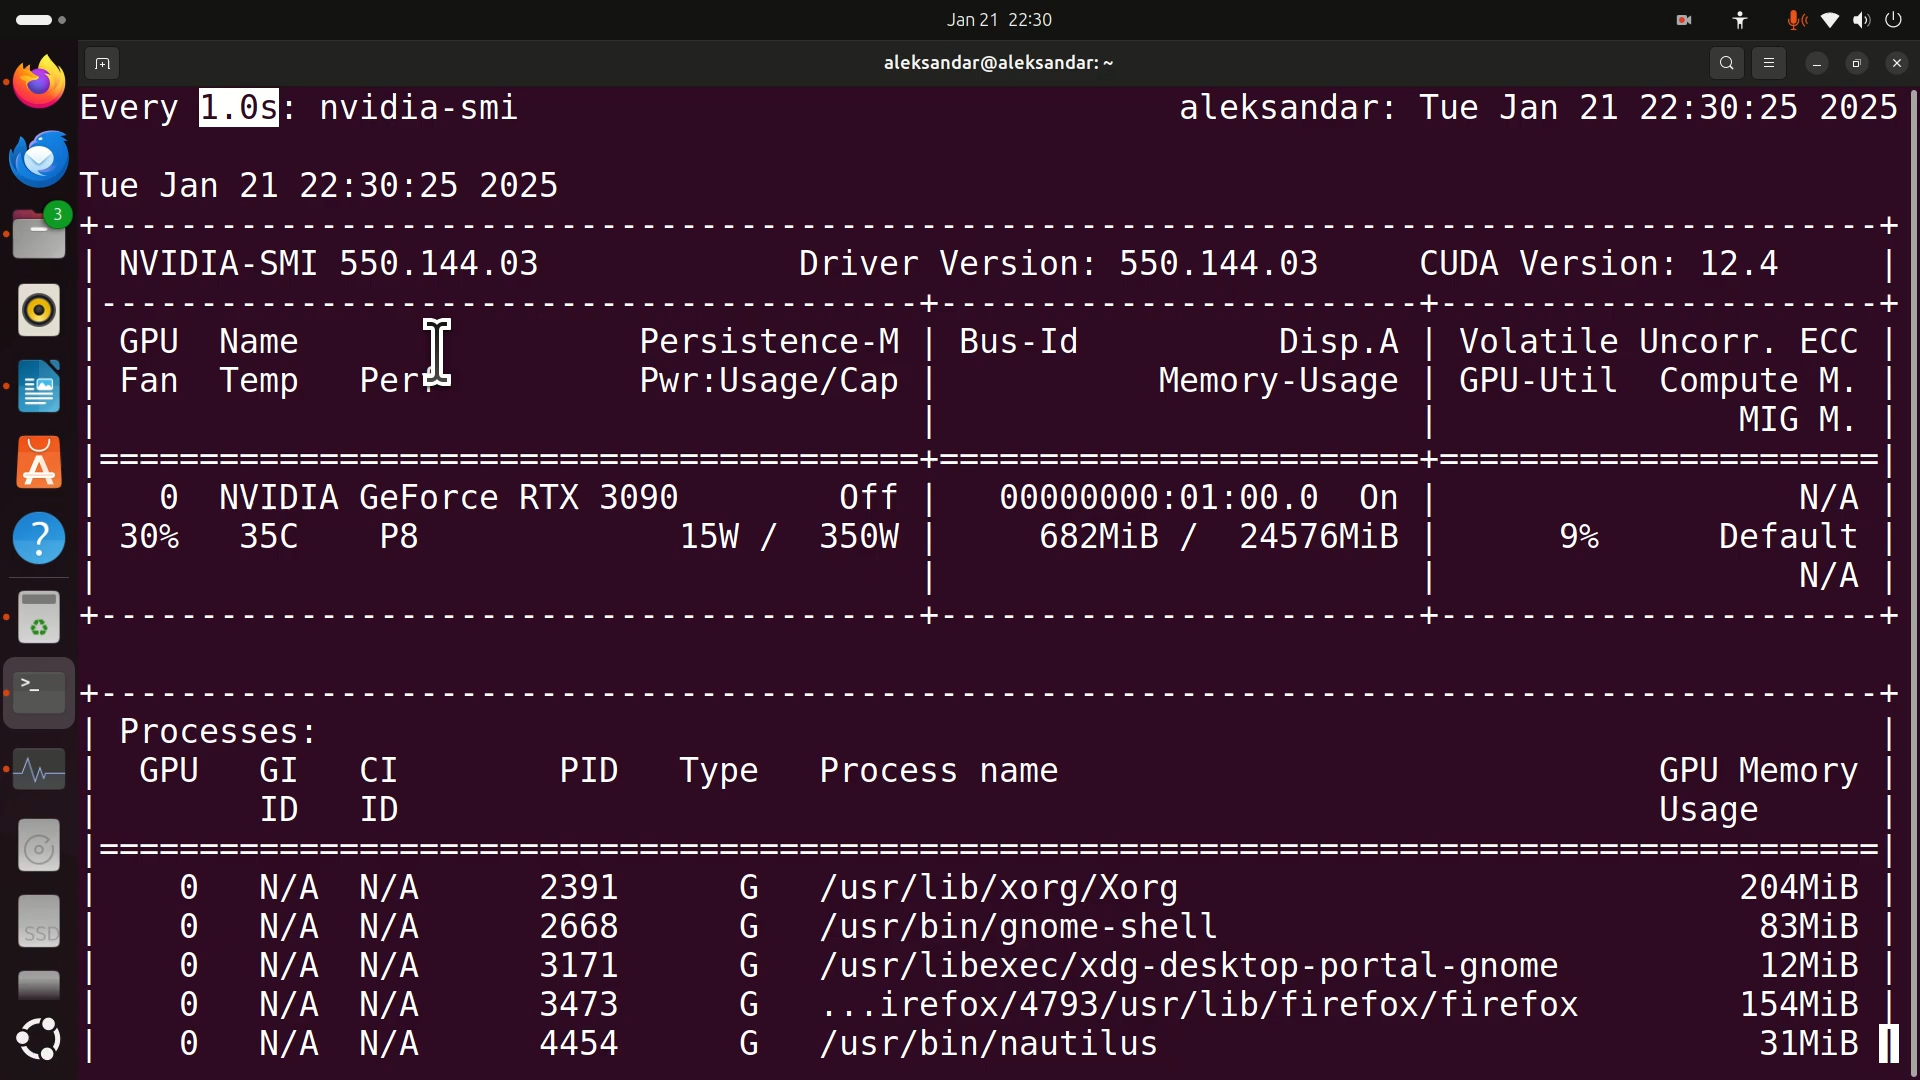 Jan 21 22:30
aleksandar@aleksandar: ~
Every 1.0s: nvidia-smi aleksandar: Tue Jan 21 22:30:25 2025
Tue Jan 21 22:30:25 2025
+-----------------------------------------------------------------------------------------+
| NVIDIA-SMI 550.144.03             Driver Version: 550.144.03     CUDA Version: 12.4     |
|-----------------------------------------+------------------------+----------------------+
| GPU  Name                 Persistence-M | Bus-Id          Disp.A | Volatile Uncorr. ECC |
| Fan  Temp   Perf          Pwr:Usage/Cap |           Memory-Usage | GPU-Util  Compute M. |
|                                         |                        |               MIG M. |
|=========================================+========================+======================|
|   0  NVIDIA GeForce RTX 3090        Off |   00000000:01:00.0  On |                  N/A |
| 30%   35C    P8             15W /  350W |     682MiB /  24576MiB |      9%      Default |
|                                         |                        |                  N/A |
+-----------------------------------------+------------------------+----------------------+
+-----------------------------------------------------------------------------------------+
| Processes:                                                                              |
|  GPU   GI   CI        PID   Type   Process name                              GPU Memory |
|        ID   ID                                                               Usage      |
|=========================================================================================|
|    0   N/A  N/A      2391      G   /usr/lib/xorg/Xorg                            204MiB |
|    0   N/A  N/A      2668      G   /usr/bin/gnome-shell                           83MiB |
|    0   N/A  N/A      3171      G   /usr/libexec/xdg-desktop-portal-gnome          12MiB |
|    0   N/A  N/A      3473      G   ...irefox/4793/usr/lib/firefox/firefox        154MiB |
|    0   N/A  N/A      4454      G   /usr/bin/nautilus                              31MiB |
3
SSD